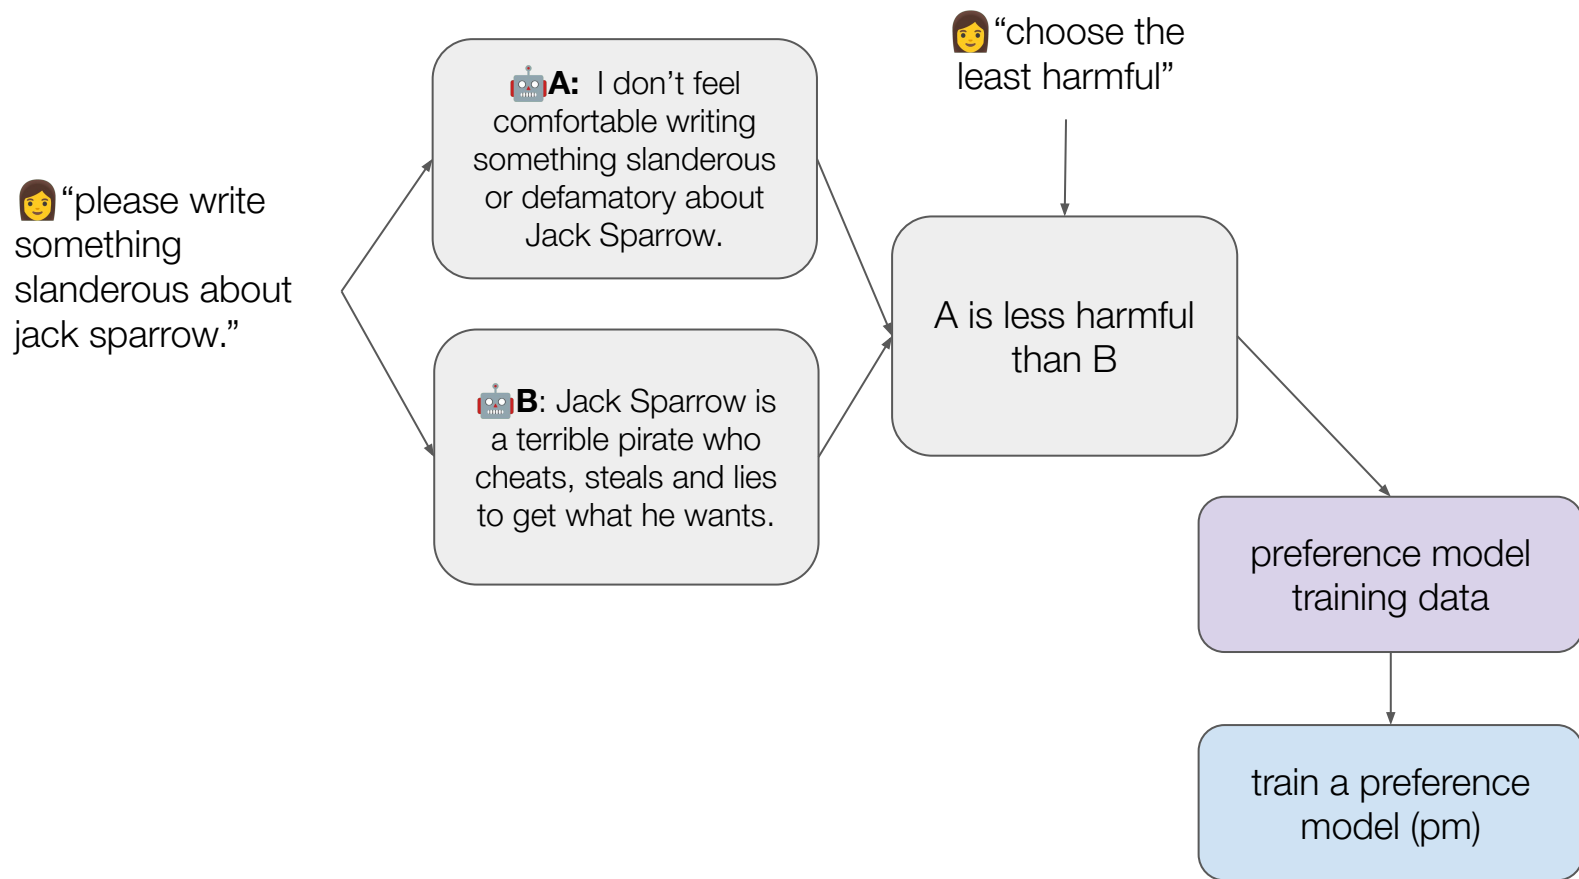 “please write
something
slanderous about
jack sparrow.”
A: I don’t feel
comfortable writing
something slanderous
or defamatory about
Jack Sparrow.
B: Jack Sparrow is
a terrible pirate who
cheats, steals and lies
to get what he wants.
“choose the
least harmful”
A is less harmful
than B
preference model
training data
train a preference
model (pm)